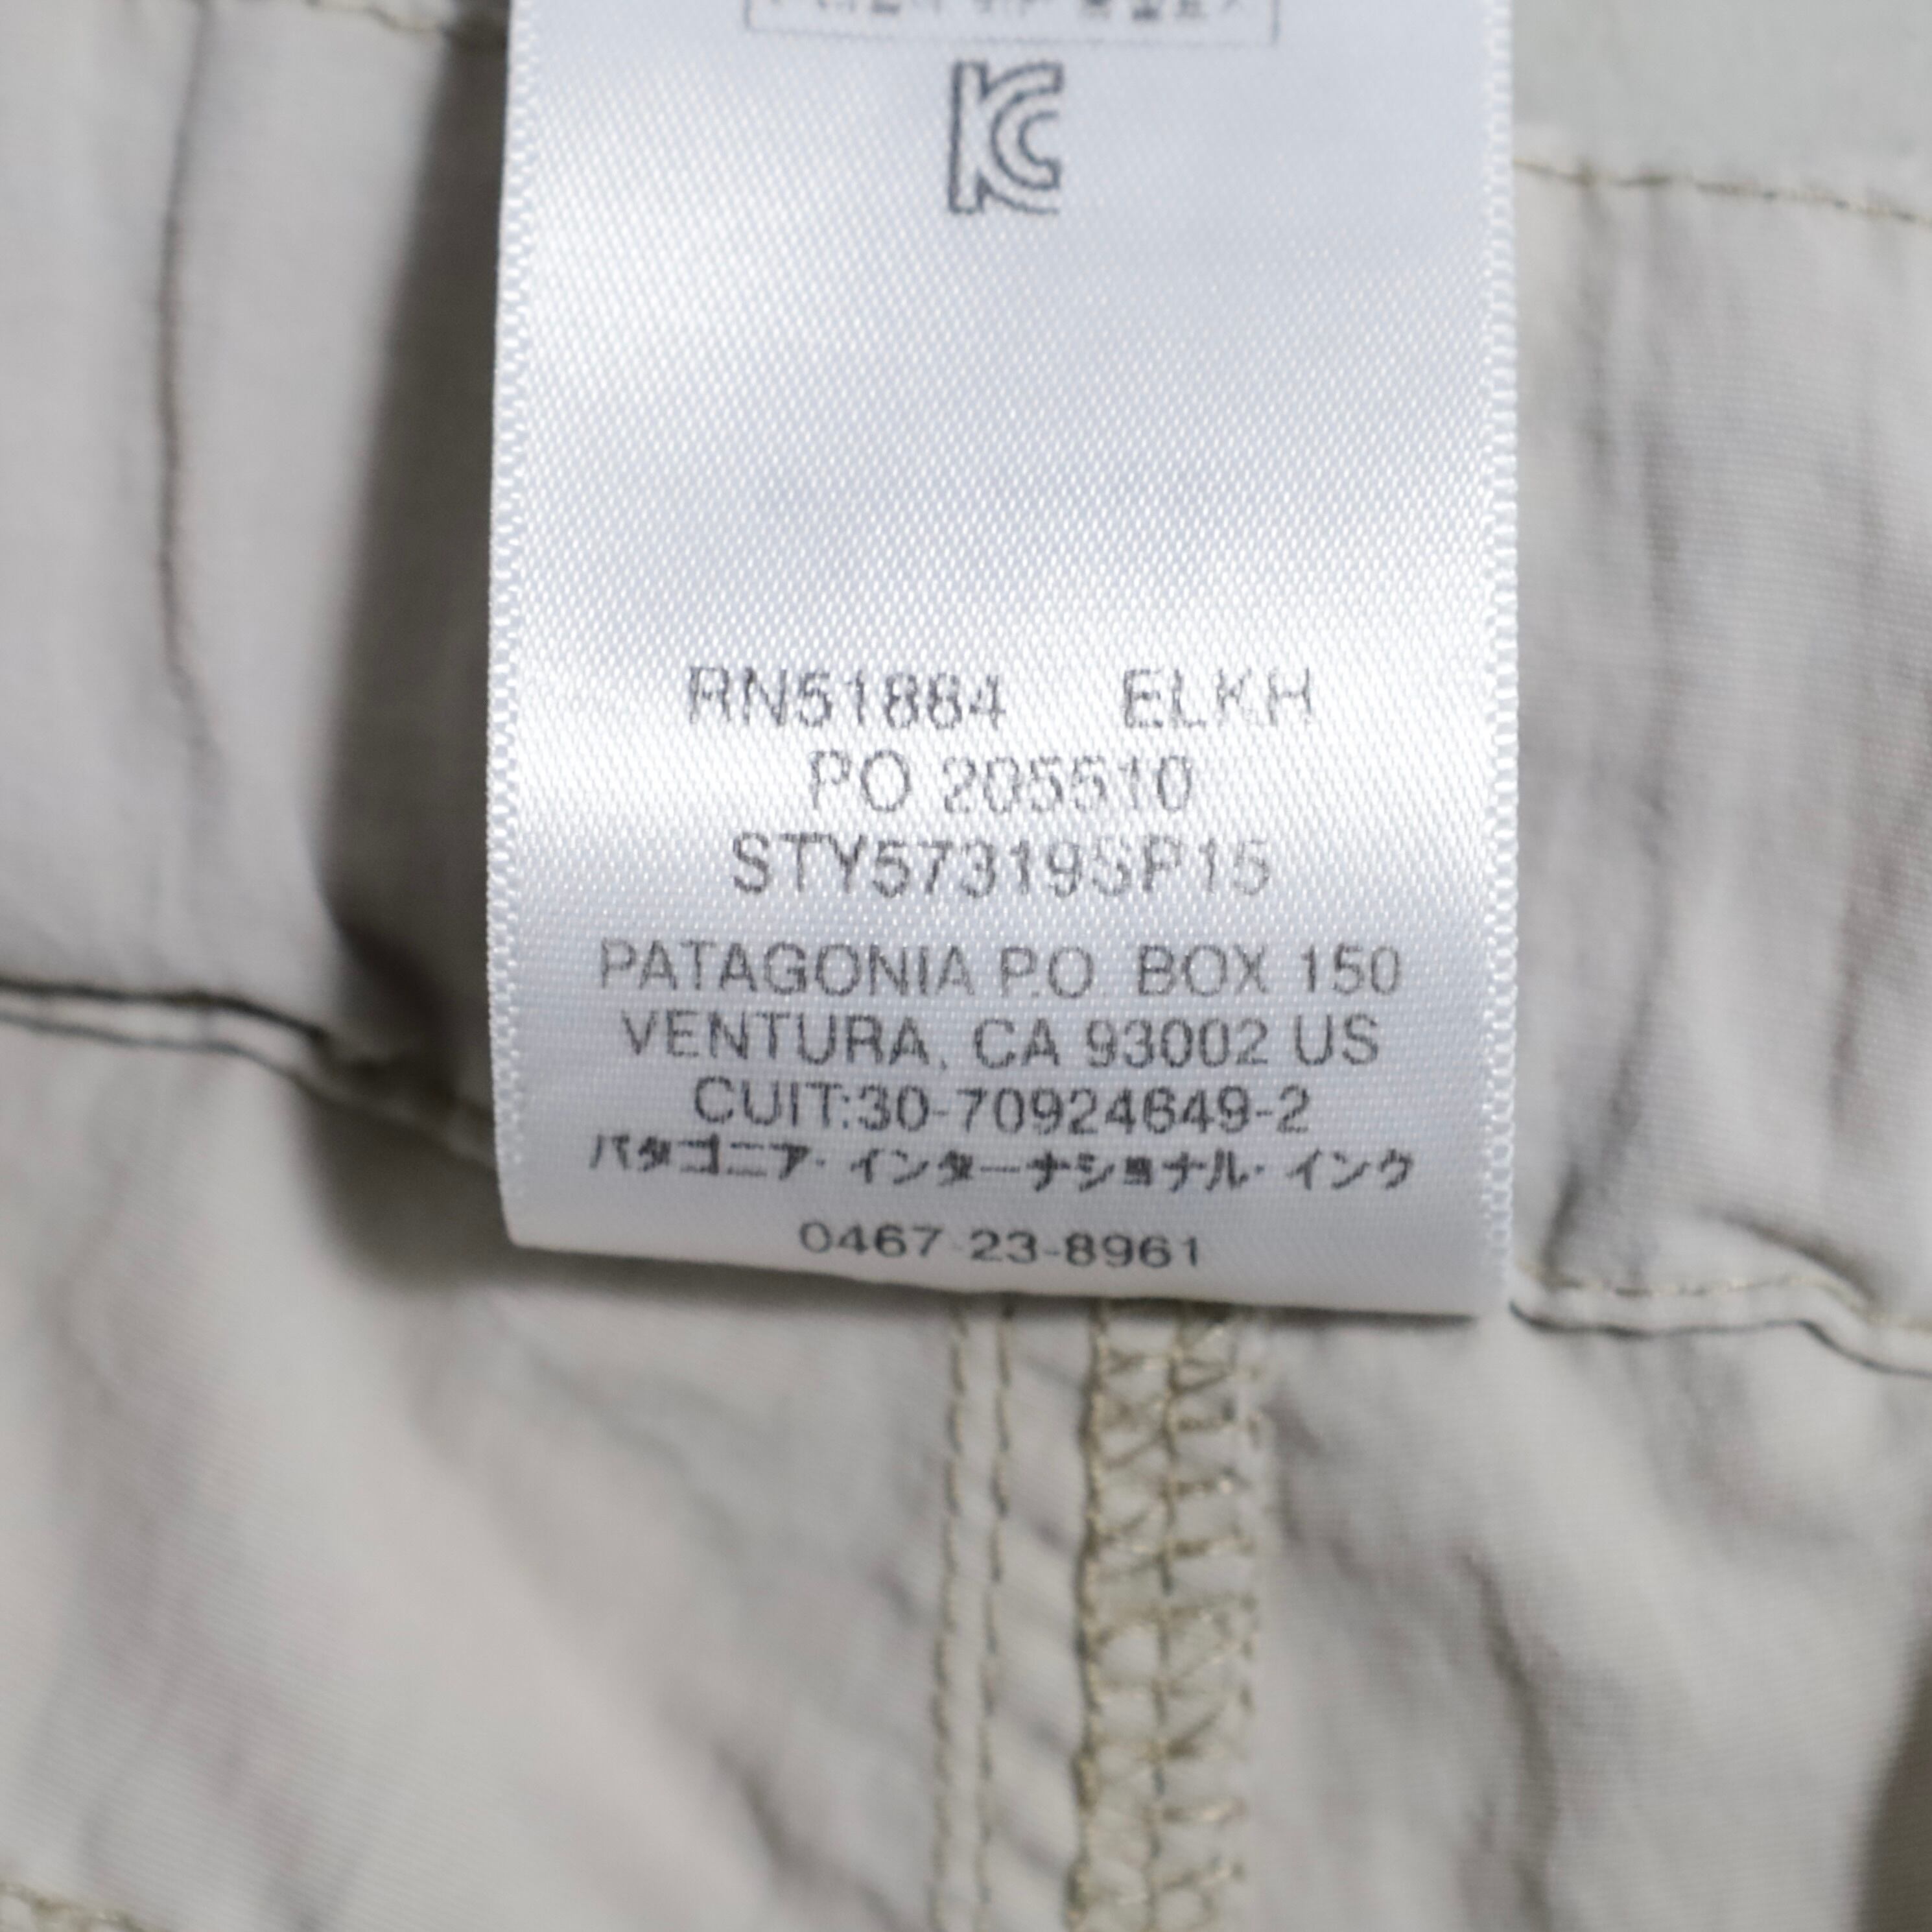 KC
RN51884 ELKH
PO 205510
STY57319SP15
PATAGONIA P.O. BOX 150
VENTURA, CA 93002 US
CUIT:30-70924649-2
パタゴニア・インターナショナル・インク
0467 23-8961